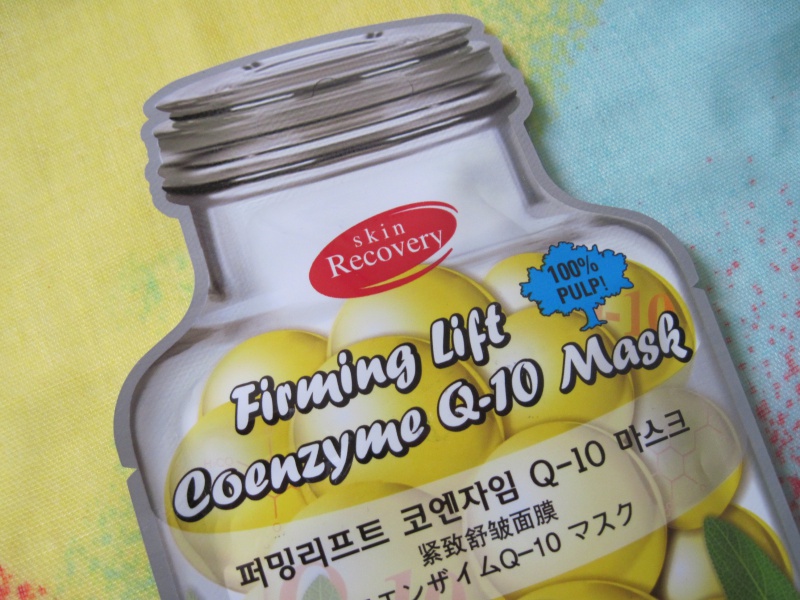 skin
Recovery
100%
PULP!
Firming Lift
Coenzyme Q-10 Mask
퍼밍리프트 코엔자임 Q-10 마스크
紧致舒皱面膜
エンザイムQ-10 マスク